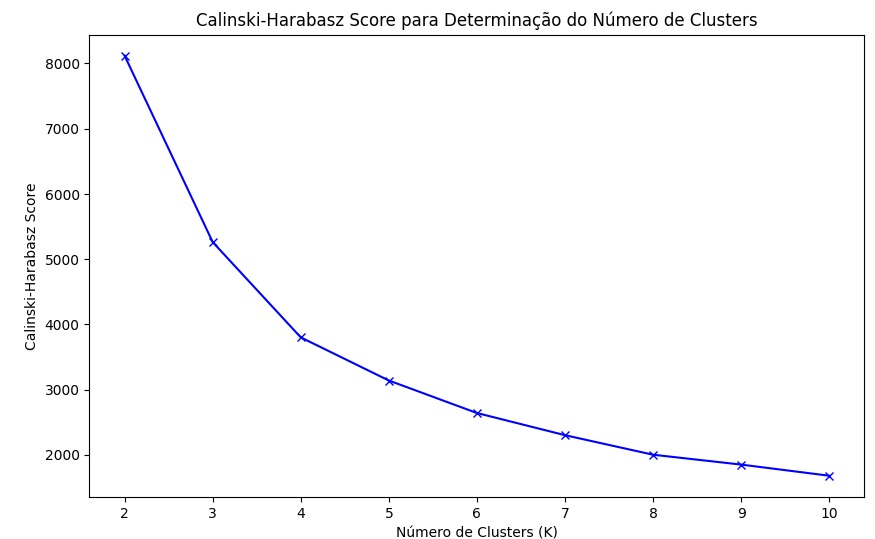 Calinski-Harabasz Score para Determinação do Número de Clusters
Calinski-Harabasz Score
8000
7000
6000
5000
4000
3000
2000
2 3 4 5 6 7 8 9 10
Número de Clusters (K)